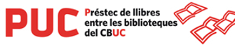 PUC
Préstec de llibres
entre les biblioteques
del CBUC